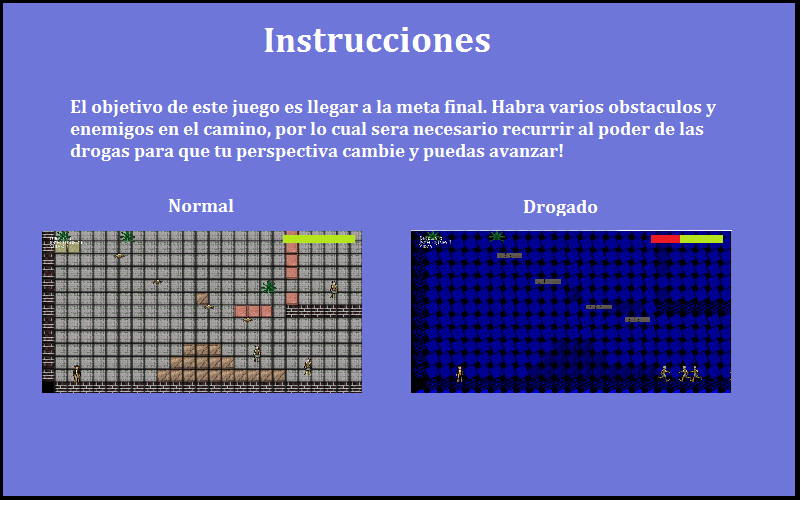 Instrucciones
El objetivo de este juego es llegar a la meta final. Habra varios obstaculos y
enemigos en el camino, por lo cual sera necesario recurrir al poder de las
drogas para que tu perspectiva cambie y puedas avanzar!
Normal
Drogado